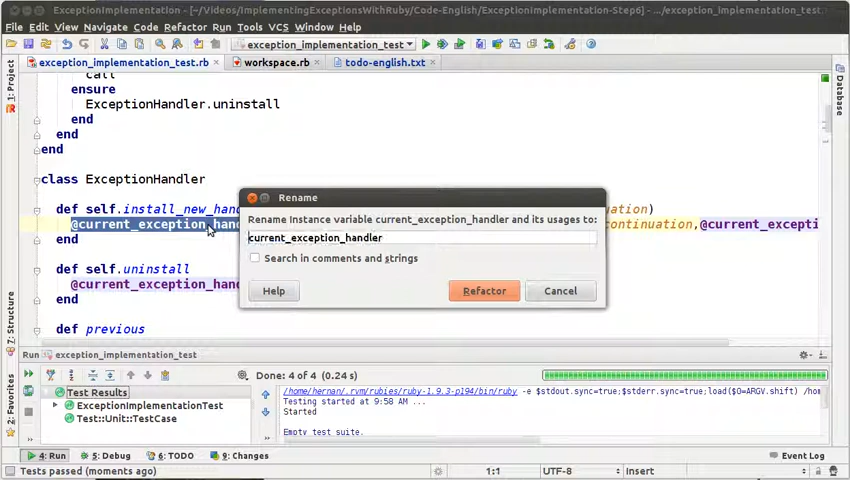 ExceptionImplementation - [~/Videos/ImplementingExceptionsWithRuby/Code-English/ExceptionImplementation-Step6] - .../exception_implementation_test.
File Edit View Navigate Code Refactor Run Tools VCS Window Help
exception_implementation_test
exception_implementation_test.rb workspace.rb todo-english.txt
1: Project
Database
call
ensure
ExceptionHandler.uninstall
end
end
end
class ExceptionHandler
Rename
def self.install_new_hand uation)
Rename Instance variable current_exception_handler and its usages to:
@current_exception_hand continuation,@current_excepti
current_exception_handler
end
Search in comments and strings
def self.uninstall
@current_exception_hand
Help Refactor Cancel
end
def previous
7: Structure
Run exception_implementation_test
Done: 4 of 4 (0.24 s)
Test Results
/home/hernan/.rvm/rubies/ruby-1.9.3-p194/bin/ruby -e $stdout.sync=true;$stderr.sync=true;load($0=ARGV.shift) /ho
ExceptionImplementationTest
Testing started at 9:58 AM ...
Test::Unit::TestCase
Started
Empty test suite.
2: Favorites
4: Run 5: Debug 6: TODO 9: Changes Event Log
Tests passed (moments ago) 1:1 UTF-8 Insert